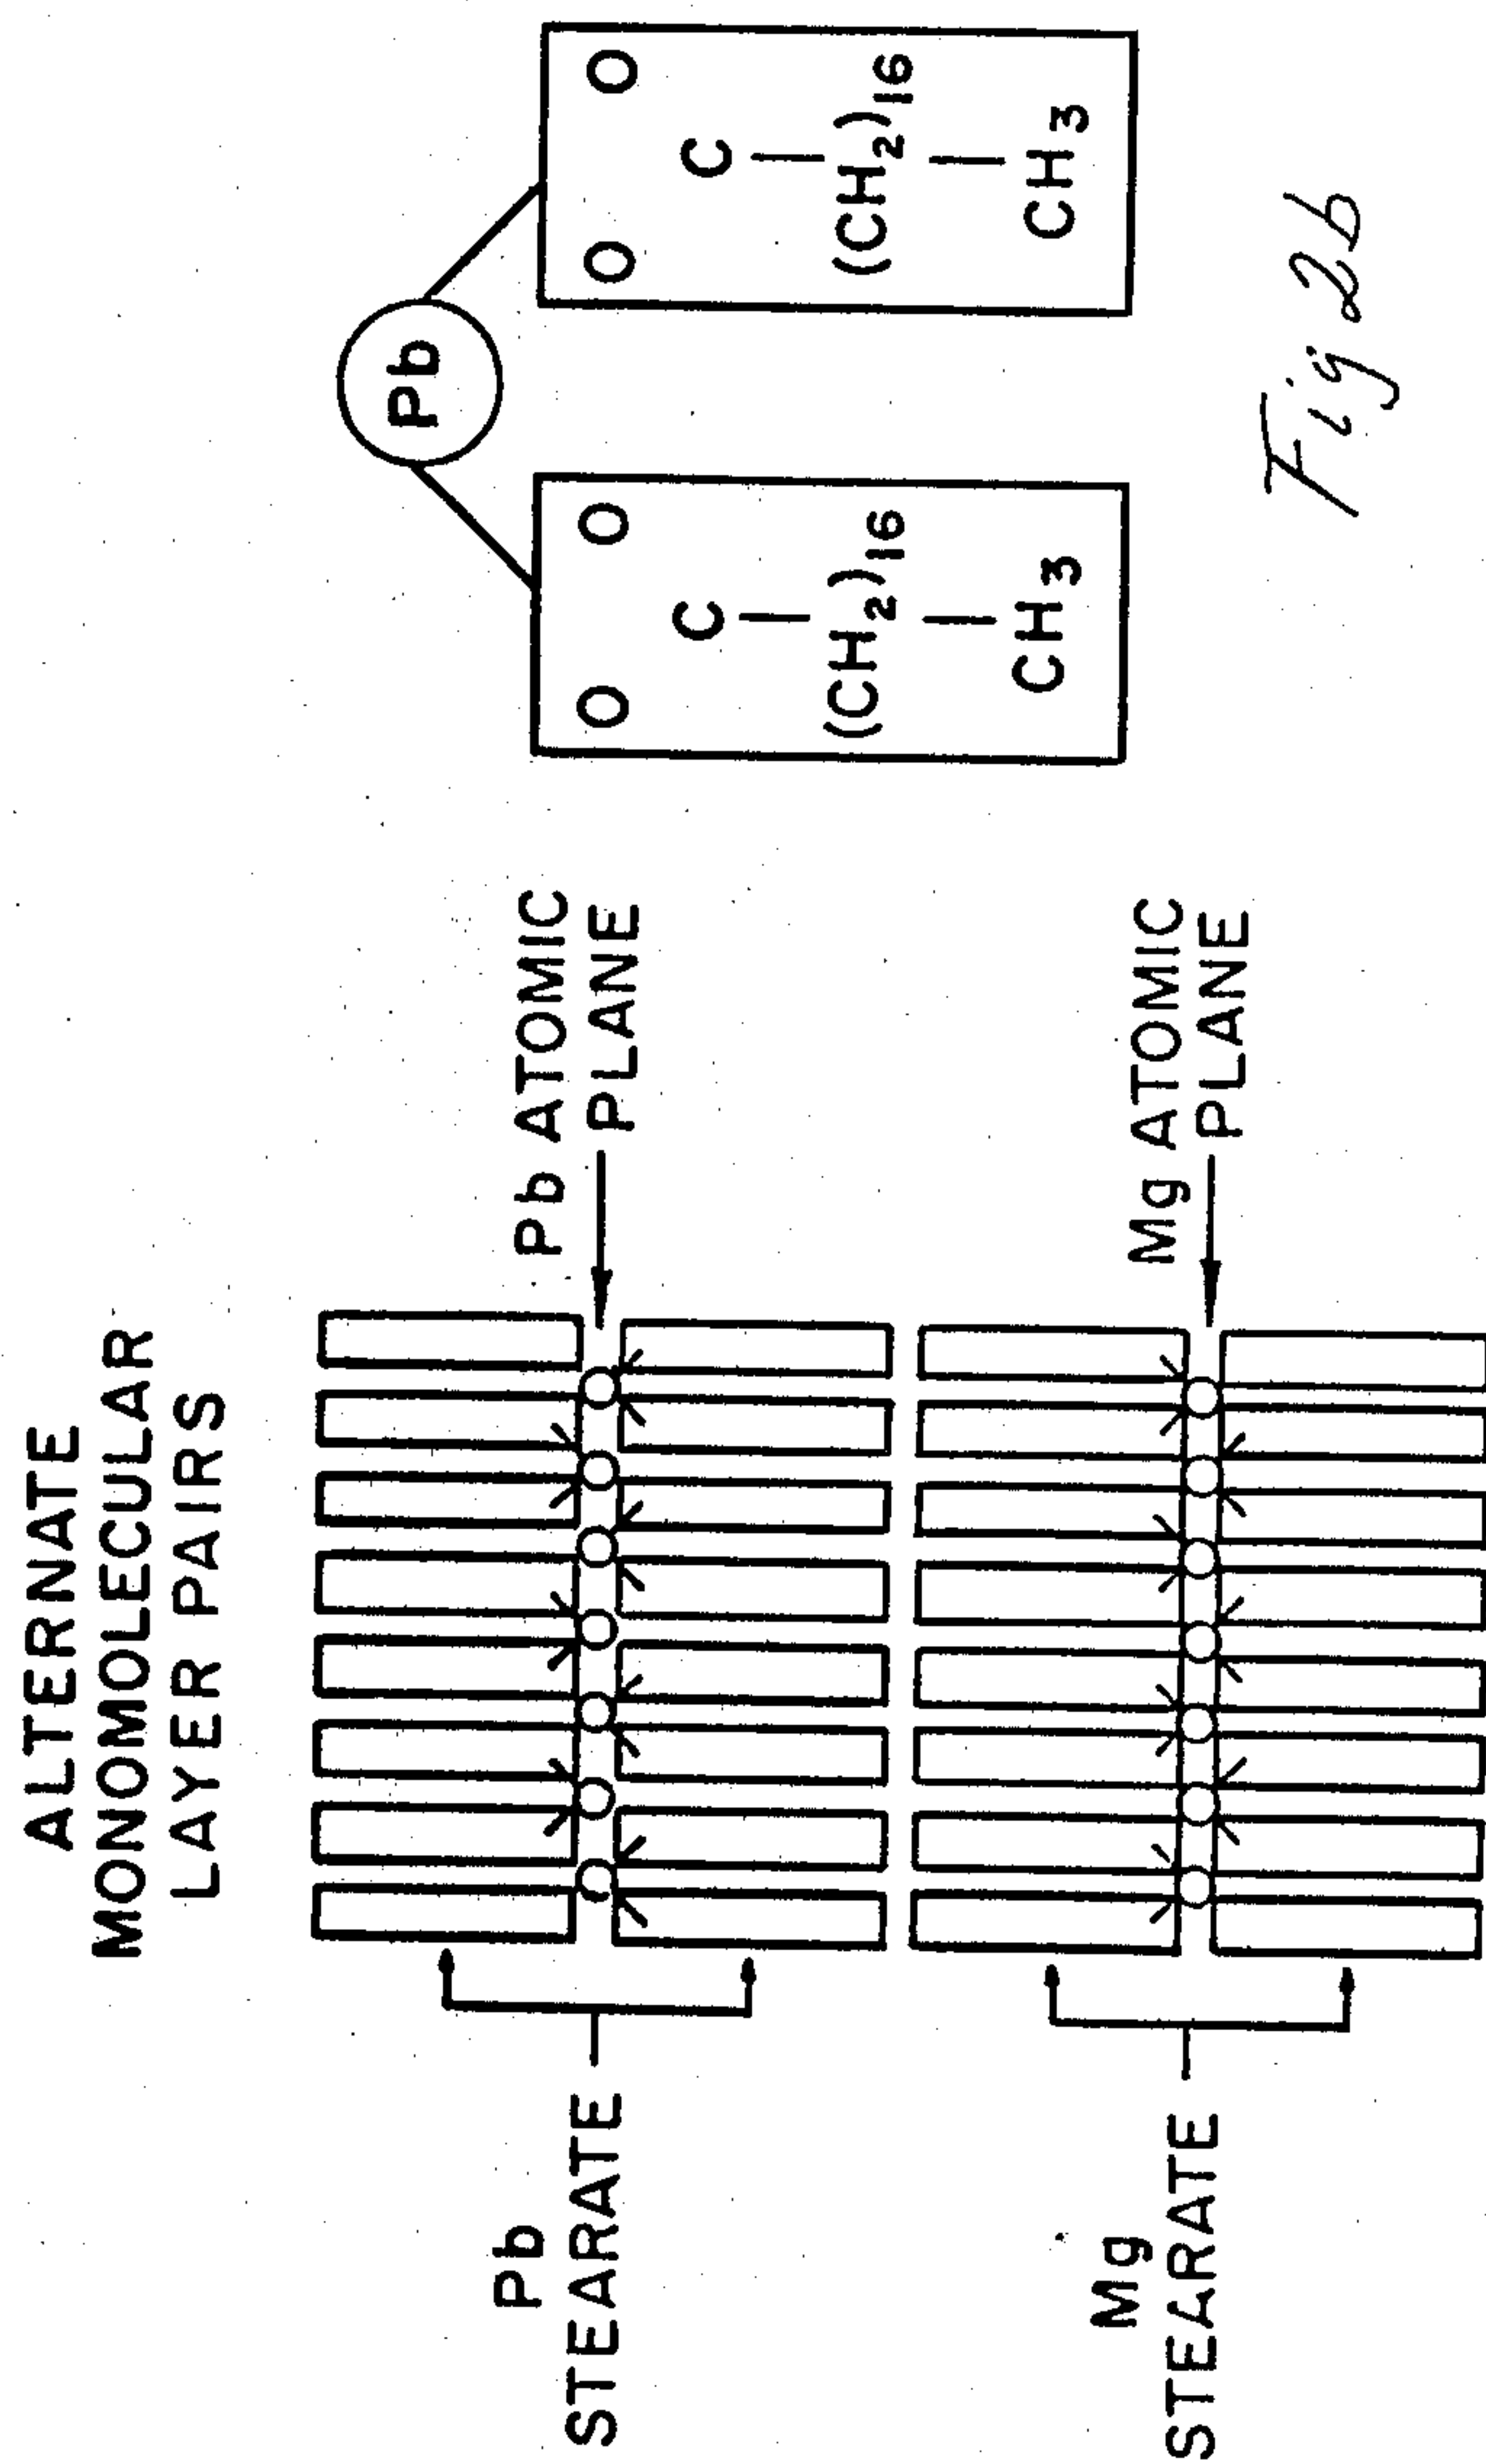 ALTERNATE
MONOMOLECULAR
LAYER PAIRS
Pb
STEARATE
Pb ATOMIC
PLANE
Mg
STEARATE
Mg ATOMIC
PLANE
Pb
O O
C
(CH₂)₁₆
CH₃
O O
C
(CH₂)₁₆
CH₃
Fig 2b